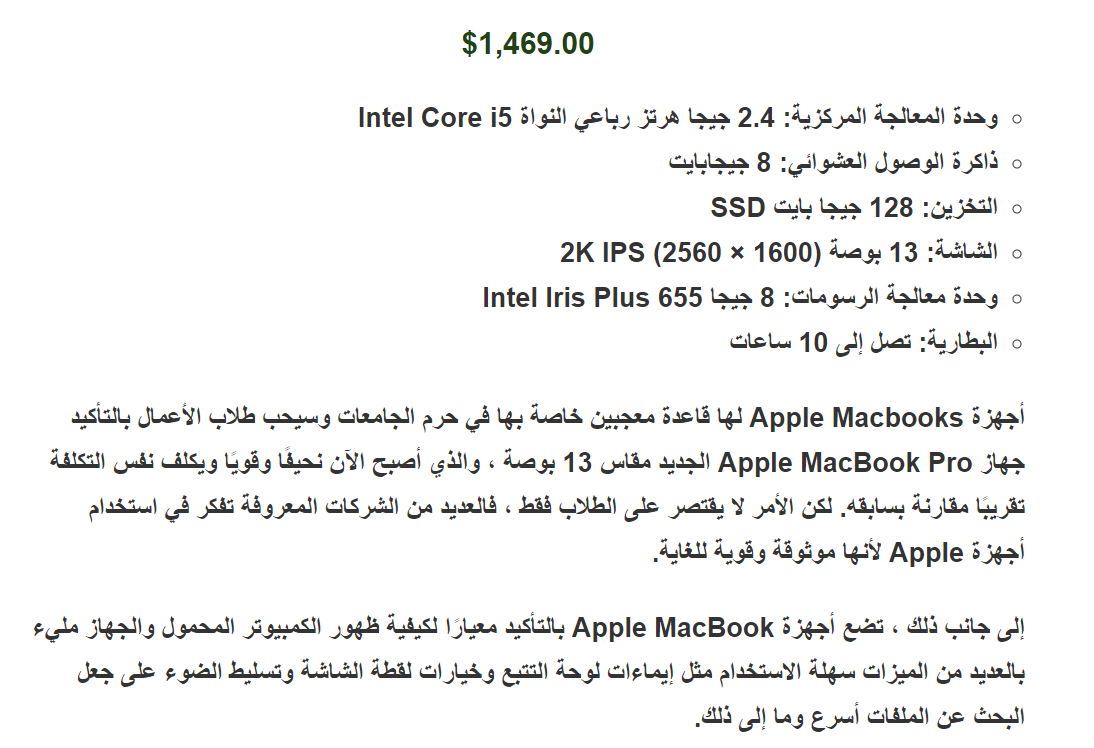 $1,469.00
وحدة المعالجة المركزية: 2.4 جيجا هرتز رباعي النواة Intel Core i5
ذاكرة الوصول العشوائي: 8 جيجابايت
التخزين: 128 جيجا بايت SSD
الشاشة: 13 بوصة 2K IPS (2560 × 1600)
وحدة معالجة الرسومات: 8 جيجا Intel Iris Plus 655
البطارية: تصل إلى 10 ساعات
أجهزة Apple Macbooks لها قاعدة معجبين خاصة بها في حرم الجامعات وسيحب طلاب الأعمال بالتأكيد
جهاز Apple MacBook Pro الجديد مقاس 13 بوصة ، والذي أصبح الآن نحيفًا وقويًا ويكلف نفس التكلفة
تقريبًا مقارنة بسابقه. لكن الأمر لا يقتصر على الطلاب فقط ، فالعديد من الشركات المعروفة تفكر في استخدام
أجهزة Apple لأنها موثوقة وقوية للغاية.
إلى جانب ذلك ، تضع أجهزة Apple MacBook بالتأكيد معيارًا لكيفية ظهور الكمبيوتر المحمول والجهاز مليء
بالعديد من الميزات سهلة الاستخدام مثل إيماءات لوحة التتبع وخيارات لقطة الشاشة وتسليط الضوء على جعل
البحث عن الملفات أسرع وما إلى ذلك.